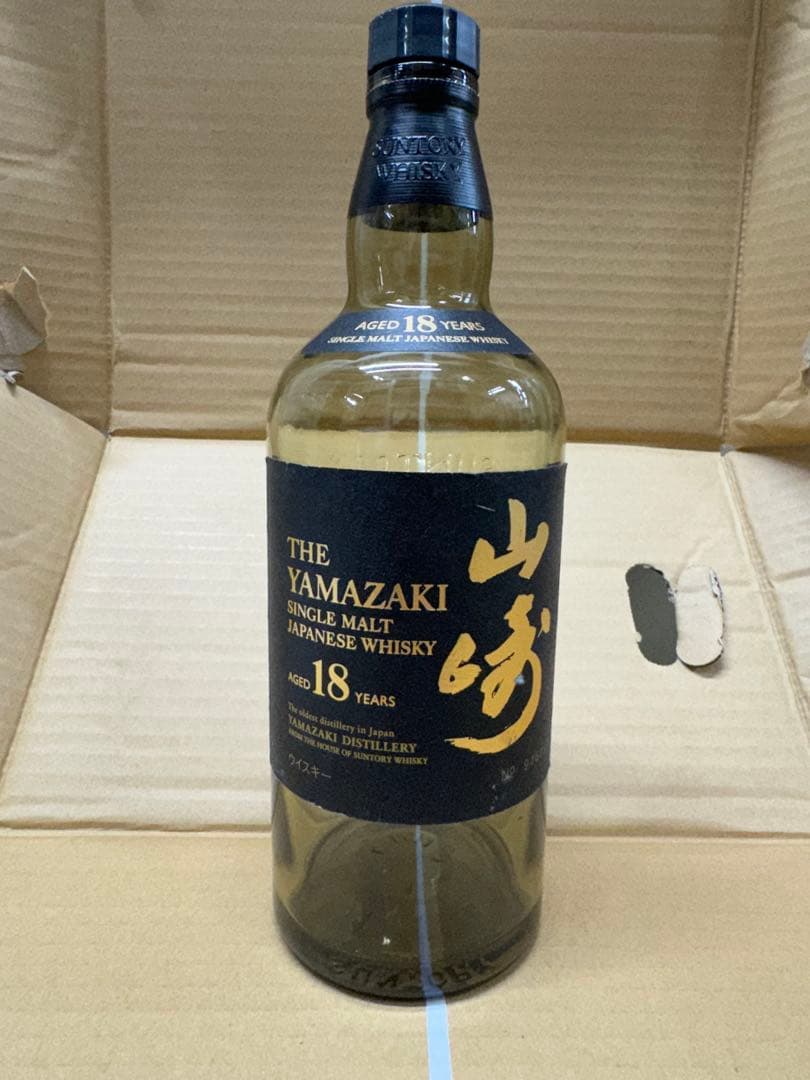 SUNTORY
WHISKY
AGED 18 YEARS
SINGLE MALT JAPANESE WHISKY
THE
YAMAZAKI
SINGLE MALT
JAPANESE WHISKY
AGED 18 YEARS
The oldest distillery in Japan
YAMAZAKI DISTILLERY
FROM THE HOUSE OF SUNTORY WHISKY
ウイスキー
山崎
No.